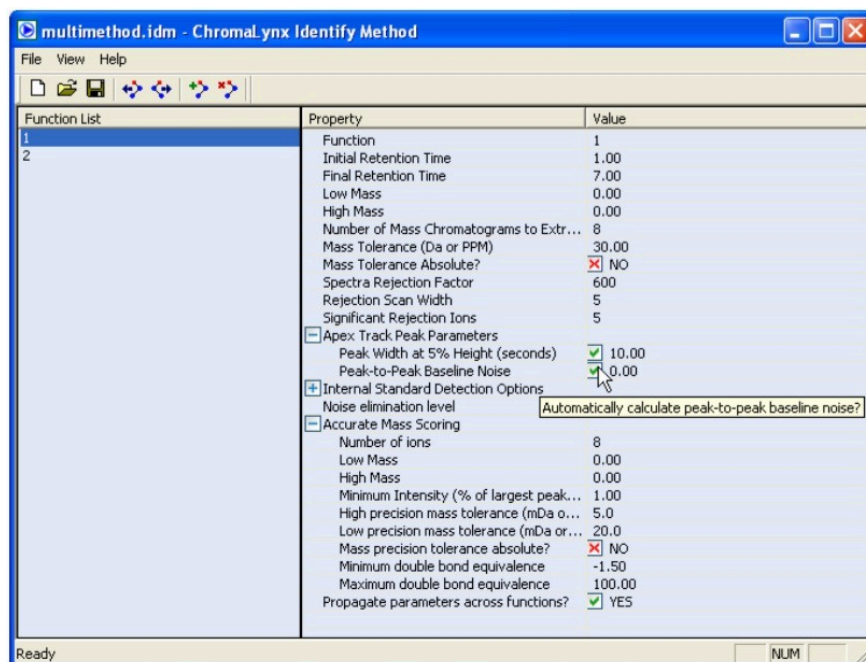 multimethod.idm - ChromaLynx Identify Method
File View Help
Function List Property Value
1 Function 1
2 Initial Retention Time 1.00
Final Retention Time 7.00
Low Mass 0.00
High Mass 0.00
Number of Mass Chromatograms to Extr... 8
Mass Tolerance (Da or PPM) 30.00
Mass Tolerance Absolute? NO
Spectra Rejection Factor 600
Rejection Scan Width 5
Significant Rejection Ions 5
Apex Track Peak Parameters
Peak Width at 5% Height (seconds) 10.00
Peak-to-Peak Baseline Noise 0.00
Internal Standard Detection Options
Noise elimination level
Automatically calculate peak-to-peak baseline noise?
Accurate Mass Scoring
Number of ions 8
Low Mass 0.00
High Mass 0.00
Minimum Intensity (% of largest peak... 1.00
High precision mass tolerance (mDa o... 5.0
Low precision mass tolerance (mDa or... 20.0
Mass precision tolerance absolute? NO
Minimum double bond equivalence -1.50
Maximum double bond equivalence 100.00
Propagate parameters across functions? YES
Ready NUM